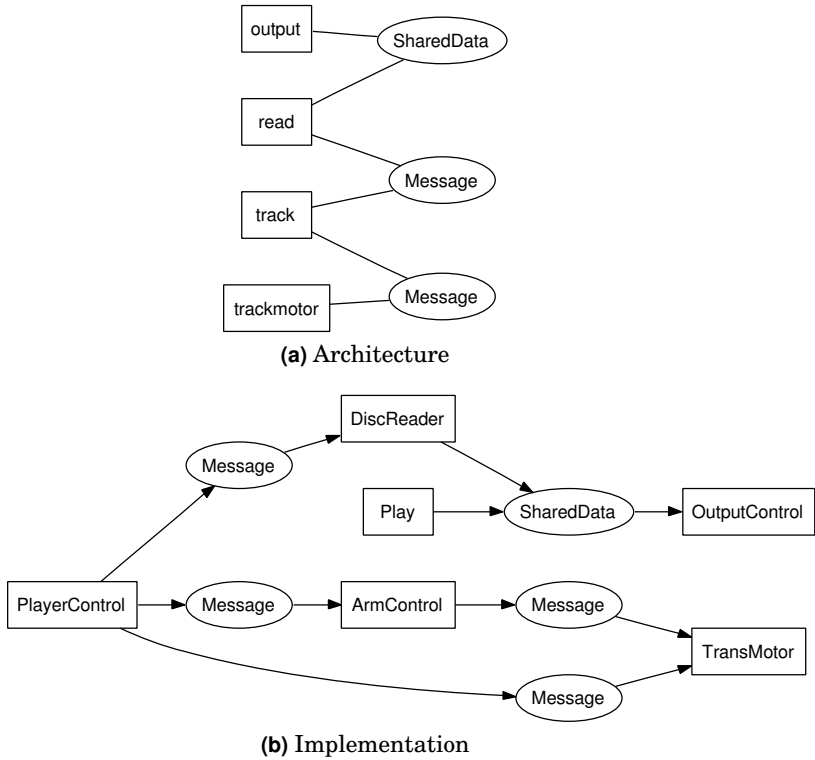 output
SharedData
read
Message
track
Message
trackmotor
(a) Architecture
DiscReader
Message
Play
SharedData
OutputControl
PlayerControl
Message
ArmControl
Message
TransMotor
Message
(b) Implementation